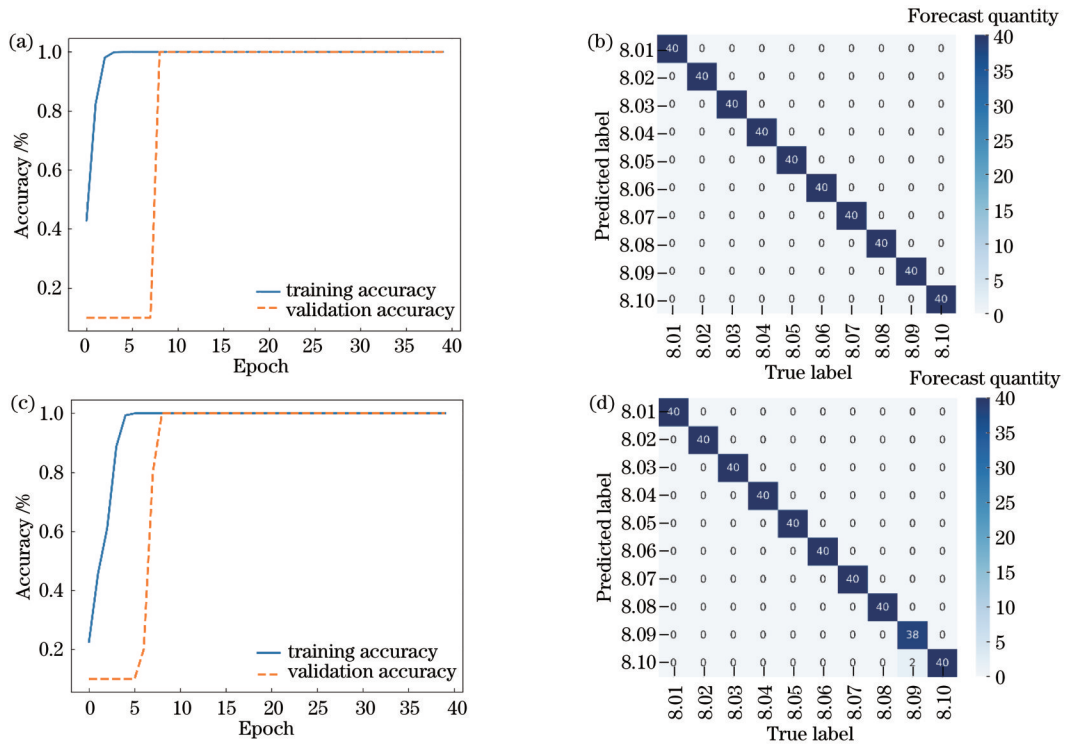 (a)
1.0
0.8
0.6
0.4
0.2
Accuracy /%
training accuracy
validation accuracy
0 5 10 15 20 25 30 35 40
Epoch
(b)
Forecast quantity
8.01 40 0 0 0 0 0 0 0 0 0
8.02 0 40 0 0 0 0 0 0 0 0
8.03 0 0 40 0 0 0 0 0 0 0
8.04 0 0 0 40 0 0 0 0 0 0
8.05 0 0 0 0 40 0 0 0 0 0
8.06 0 0 0 0 0 40 0 0 0 0
8.07 0 0 0 0 0 0 40 0 0 0
8.08 0 0 0 0 0 0 0 40 0 0
8.09 0 0 0 0 0 0 0 0 40 0
8.10 0 0 0 0 0 0 0 0 0 40
Predicted label
8.01 8.02 8.03 8.04 8.05 8.06 8.07 8.08 8.09 8.10
True label
40
35
30
25
20
15
10
5
0
(c)
1.0
0.8
0.6
0.4
0.2
Accuracy /%
training accuracy
validation accuracy
0 5 10 15 20 25 30 35 40
Epoch
(d)
Forecast quantity
8.01 40 0 0 0 0 0 0 0 0 0
8.02 0 40 0 0 0 0 0 0 0 0
8.03 0 0 40 0 0 0 0 0 0 0
8.04 0 0 0 40 0 0 0 0 0 0
8.05 0 0 0 0 40 0 0 0 0 0
8.06 0 0 0 0 0 40 0 0 0 0
8.07 0 0 0 0 0 0 40 0 0 0
8.08 0 0 0 0 0 0 0 40 0 0
8.09 0 0 0 0 0 0 0 0 38 0
8.10 0 0 0 0 0 0 0 0 2 40
Predicted label
8.01 8.02 8.03 8.04 8.05 8.06 8.07 8.08 8.09 8.10
True label
40
35
30
25
20
15
10
5
0